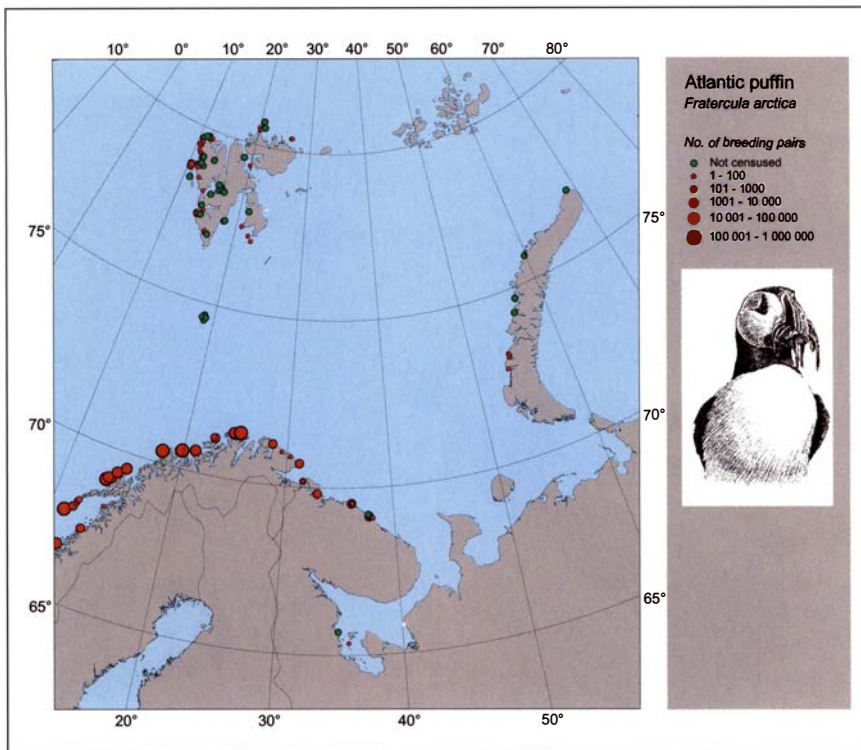 10° 0° 10° 20° 30° 40° 50° 60° 70° 80°
75° 75°
70° 70°
65° 65°
20° 30° 40° 50°
Atlantic puffin
Fratercula arctica
No. of breeding pairs
Not censused
1 - 100
101 - 1000
1001 - 10 000
10 001 - 100 000
100 001 - 1 000 000